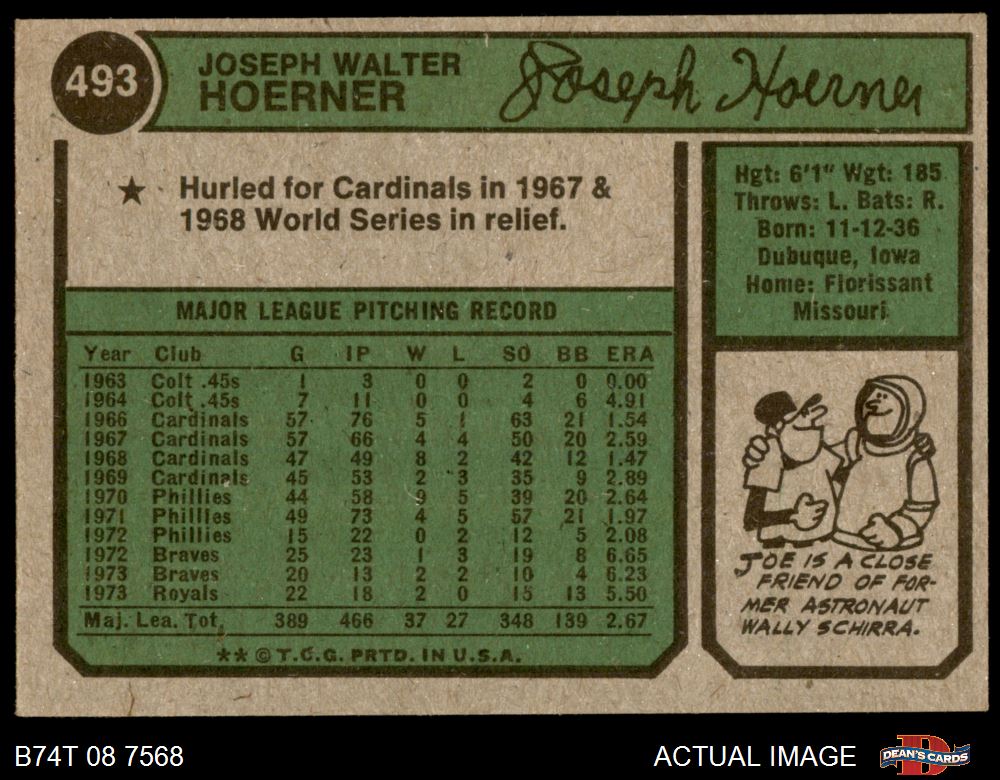 493
JOSEPH WALTER
HOERNER
Joseph Hoerner
★ Hurled for Cardinals in 1967 &
1968 World Series in relief.
Hgt: 6'1" Wgt: 185
Throws: L. Bats: R.
Born: 11-12-36
Dubuque, Iowa
Home: Florissant
Missouri
MAJOR LEAGUE PITCHING RECORD
Year Club G IP W L SO BB ERA
1963 Colt .45s 1 3 0 0 2 0 0.00
1964 Colt .45s 7 11 0 0 4 6 4.91
1966 Cardinals 57 76 5 1 63 21 1.54
1967 Cardinals 57 66 4 4 50 20 2.59
1968 Cardinals 47 49 8 2 42 12 1.47
1969 Cardinals 45 53 2 3 35 9 2.89
1970 Phillies 44 58 9 5 39 20 2.64
1971 Phillies 49 73 4 5 57 21 1.97
1972 Phillies 15 22 0 2 12 5 2.08
1972 Braves 25 23 1 3 19 8 6.65
1973 Braves 20 13 2 2 10 4 6.23
1973 Royals 22 18 2 0 15 13 5.50
Maj. Lea. Tot. 389 466 37 27 348 139 2.67
** © T.C.G. PRTD. IN U.S.A.
JOE IS A CLOSE
FRIEND OF FOR-
MER ASTRONAUT
WALLY SCHIRRA.
B74T 08 7568
ACTUAL IMAGE
DEAN'S CARDS